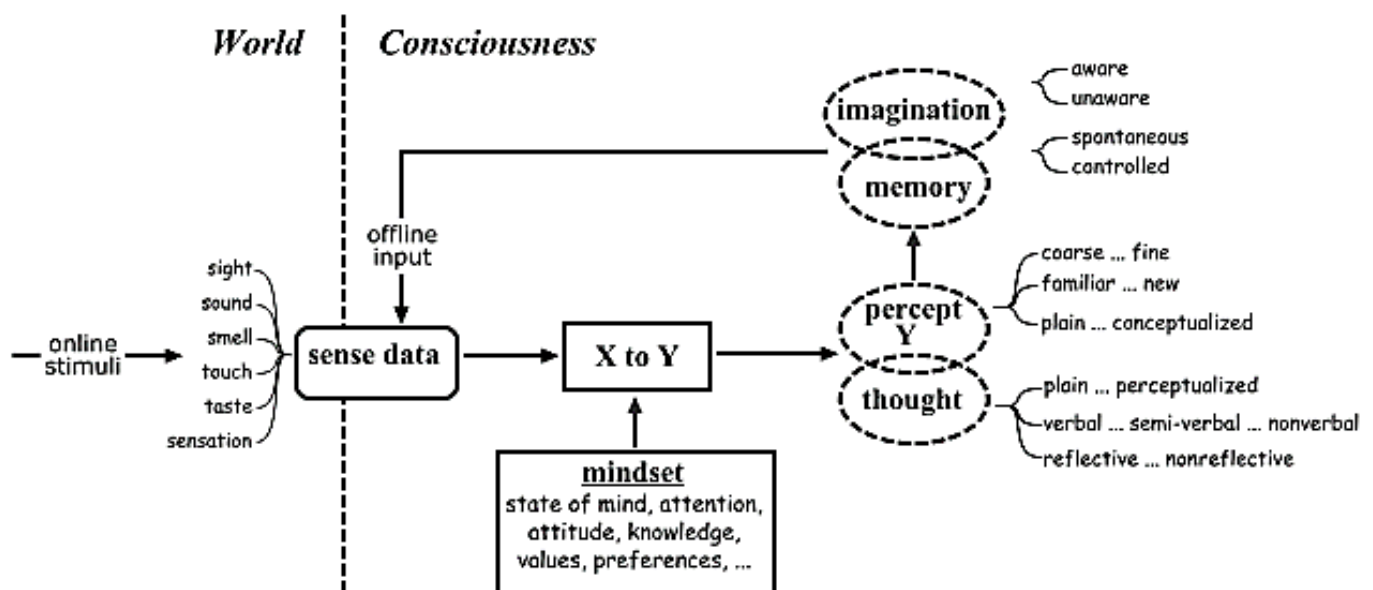 World
Consciousness
imagination
memory
aware
unaware
spontaneous
controlled
offline
input
online
stimuli
sight
sound
smell
touch
taste
sensation
sense data
X to Y
mindset
state of mind, attention,
attitude, knowledge,
values, preferences, ...
percept
Y
thought
coarse ... fine
familiar ... new
plain ... conceptualized
plain ... perceptualized
verbal ... semi-verbal ... nonverbal
reflective ... nonreflective